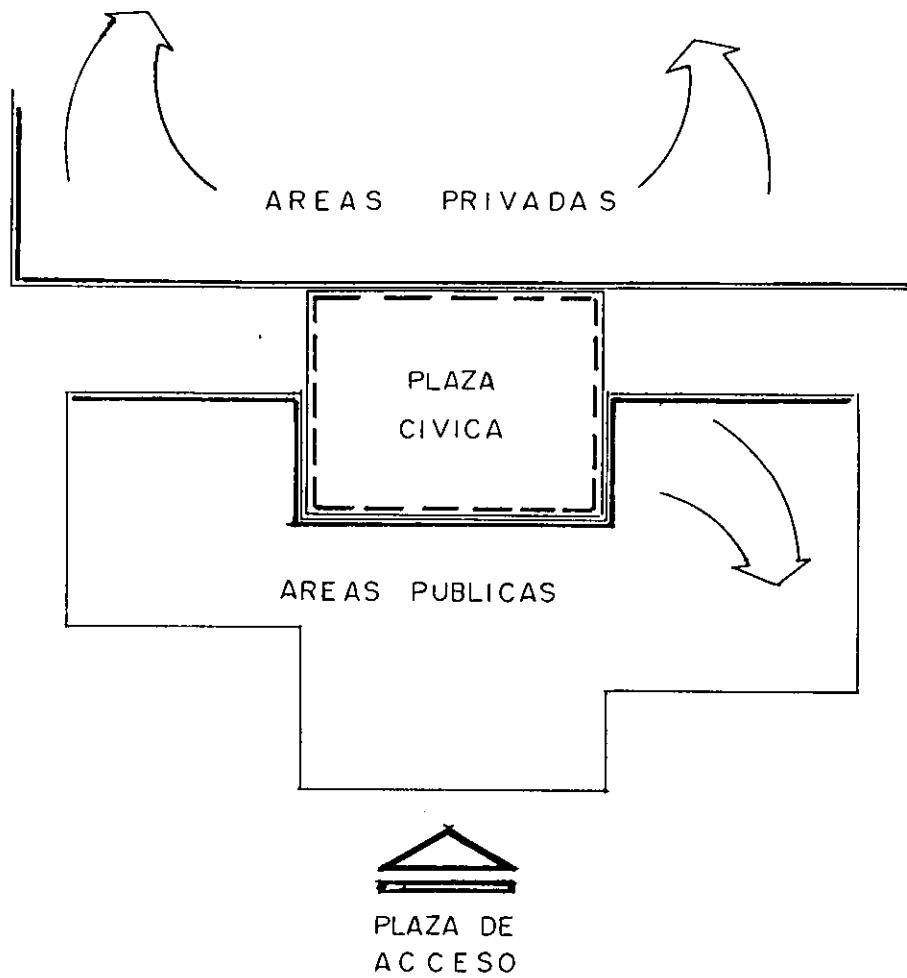 AREAS PRIVADAS
PLAZA
CIVICA
AREAS PUBLICAS
PLAZA DE
ACCESO